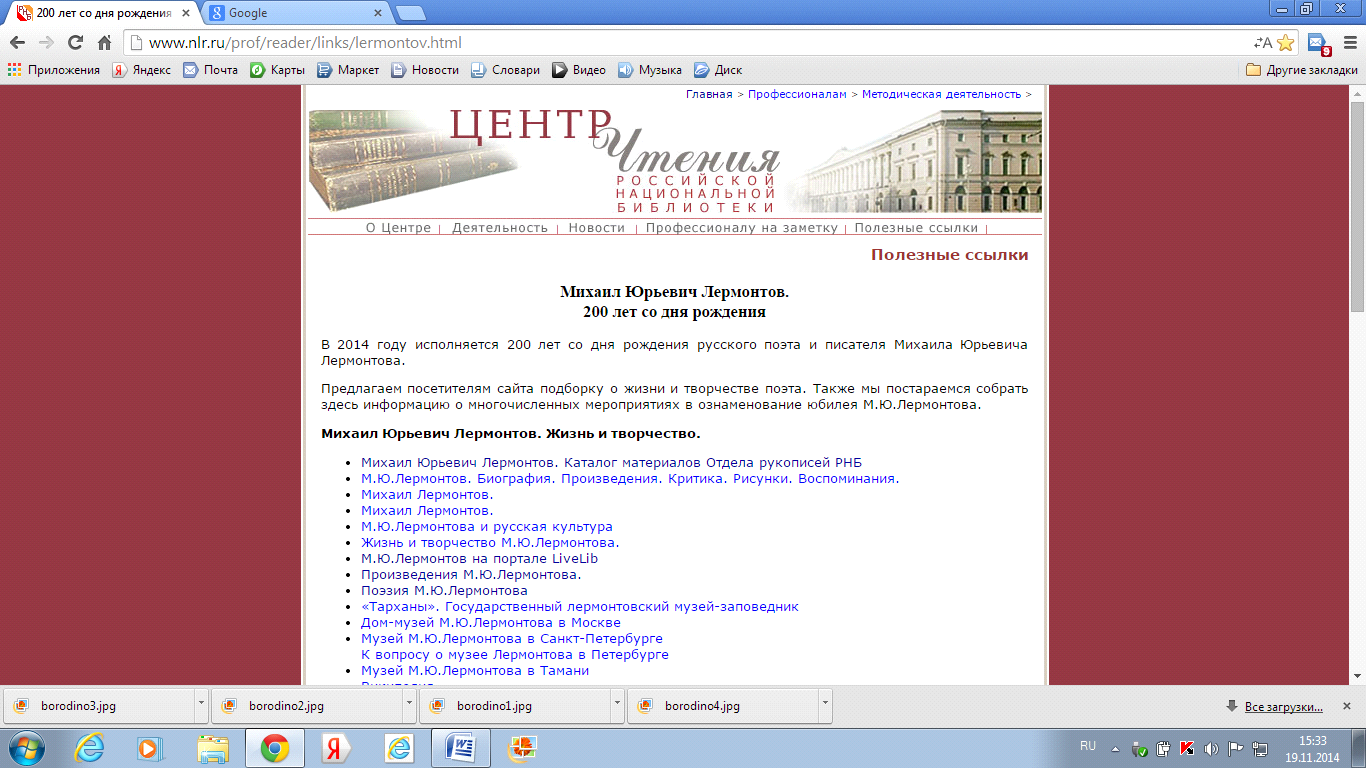 200 лет со дня рождения
Google
www.nlr.ru/prof/reader/links/lermontov.html
9
Приложения Яндекс Почта Карты Маркет Новости Словари Видео Музыка Диск Другие закладки
Главная > Профессионалам > Методическая деятельность >
ЦЕНТР
Чтения
РОССИЙСКОЙ
НАЦИОНАЛЬНОЙ
БИБЛИОТЕКИ
О Центре | Деятельность | Новости | Профессионалу на заметку | Полезные ссылки |
Полезные ссылки
Михаил Юрьевич Лермонтов.
200 лет со дня рождения
В 2014 году исполняется 200 лет со дня рождения русского поэта и писателя Михаила Юрьевича
Лермонтова.
Предлагаем посетителям сайта подборку о жизни и творчестве поэта. Также мы постараемся собрать
здесь информацию о многочисленных мероприятиях в ознаменование юбилея М.Ю.Лермонтова.
Михаил Юрьевич Лермонтов. Жизнь и творчество.
• Михаил Юрьевич Лермонтов. Каталог материалов Отдела рукописей РНБ
• М.Ю.Лермонтов. Биография. Произведения. Критика. Рисунки. Воспоминания.
• Михаил Лермонтов.
• Михаил Лермонтов.
• М.Ю.Лермонтова и русская культура
• Жизнь и творчество М.Ю.Лермонтова.
• М.Ю.Лермонтов на портале LiveLib
• Произведения М.Ю.Лермонтова.
• Поэзия М.Ю.Лермонтова
• «Тарханы». Государственный лермонтовский музей-заповедник
• Дом-музей М.Ю.Лермонтова в Москве
• Музей М.Ю.Лермонтова в Санкт-Петербурге
К вопросу о музее Лермонтова в Петербурге
• Музей М.Ю.Лермонтова в Тамани
borodino3.jpg borodino2.jpg borodino1.jpg borodino4.jpg Все загрузки...
RU
15:33
19.11.2014